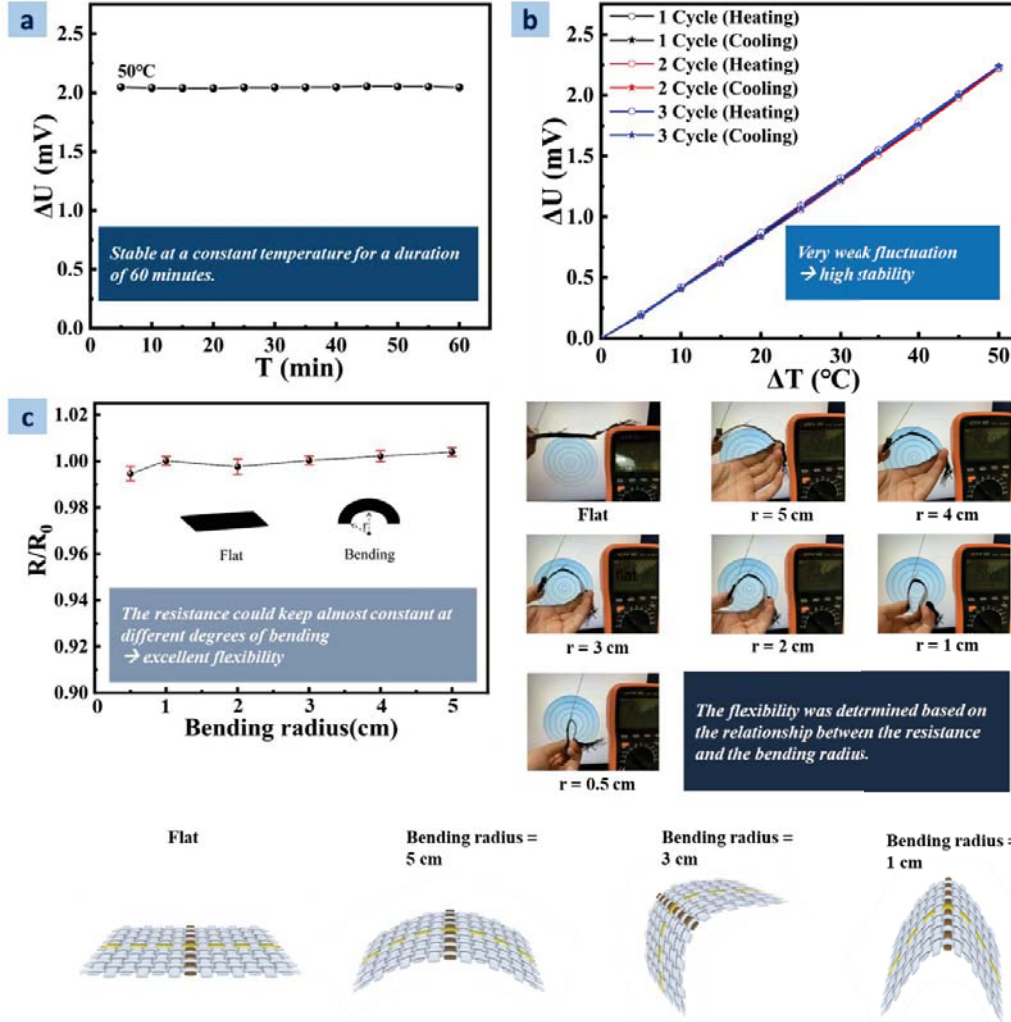 a
2.5
2.0
1.5
1.0
0.5
0.0
50°C
ΔU (mV)
Stable at a constant temperature for a duration
of 60 minutes.
0 10 20 30 40 50 60
T (min)
b
2.5
2.0
1.5
1.0
0.5
0.0
1 Cycle (Heating)
1 Cycle (Cooling)
2 Cycle (Heating)
2 Cycle (Cooling)
3 Cycle (Heating)
3 Cycle (Cooling)
ΔU (mV)
Very weak fluctuation
→ high stability
0 10 20 30 40 50
ΔT (°C)
c
1.02
1.00
0.98
0.96
0.94
0.92
0.90
R/R0
r
Flat
Bending
The resistance could keep almost constant at
different degrees of bending
→ excellent flexibility
0 1 2 3 4 5
Bending radius(cm)
Flat
r = 5 cm
r = 4 cm
r = 3 cm
r = 2 cm
r = 1 cm
r = 0.5 cm
The flexibility was determined based on
the relationship between the resistance
and the bending radius.
Flat
Bending radius =
5 cm
Bending radius =
3 cm
Bending radius =
1 cm